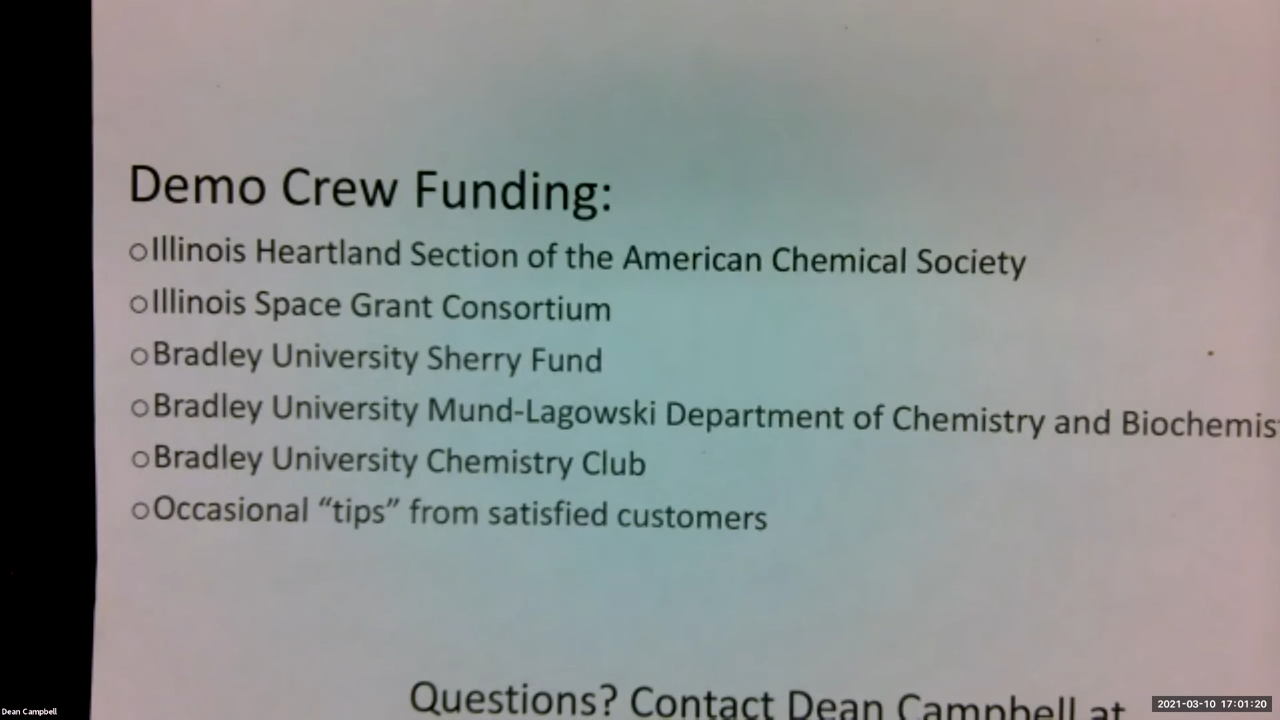 Demo Crew Funding:
○Illinois Heartland Section of the American Chemical Society
○Illinois Space Grant Consortium
○Bradley University Sherry Fund
○Bradley University Mund-Lagowski Department of Chemistry and Biochemis
○Bradley University Chemistry Club
○Occasional “tips” from satisfied customers
Questions? Contact Dean Campbell at
Dean Campbell
2021-03-10 17:01:20